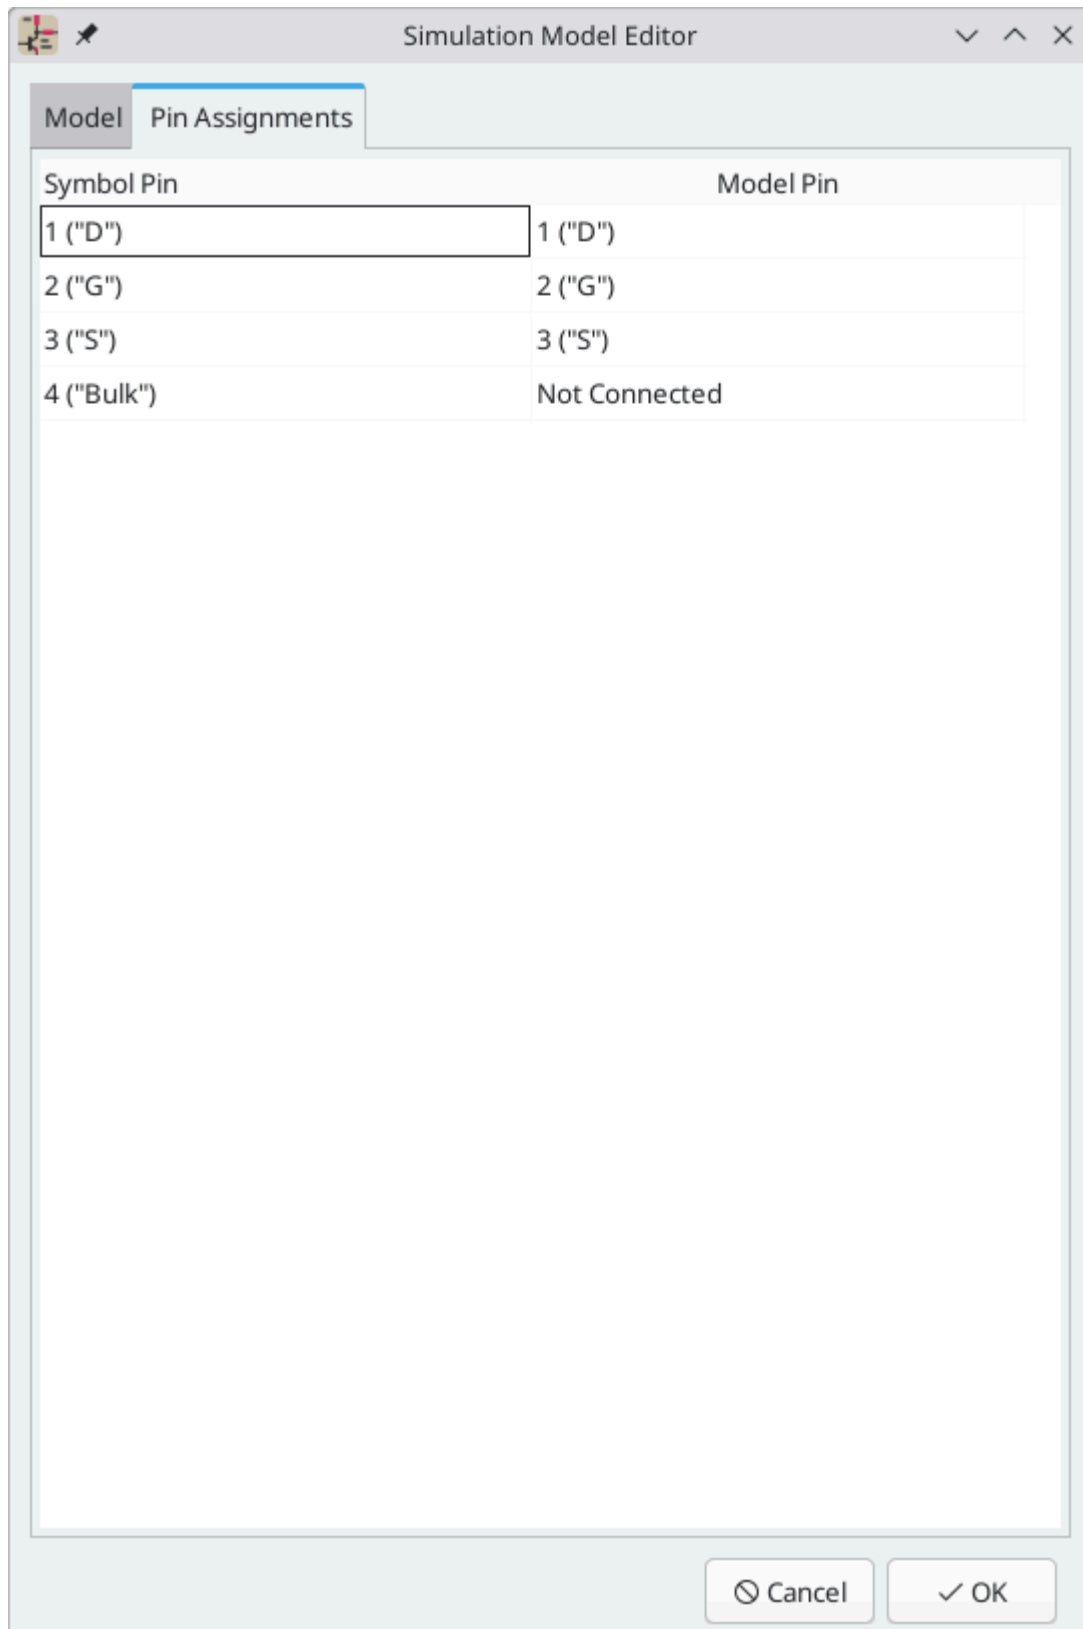 Simulation Model Editor
Model Pin Assignments
Symbol Pin Model Pin
1 ("D") 1 ("D")
2 ("G") 2 ("G")
3 ("S") 3 ("S")
4 ("Bulk") Not Connected
Cancel OK